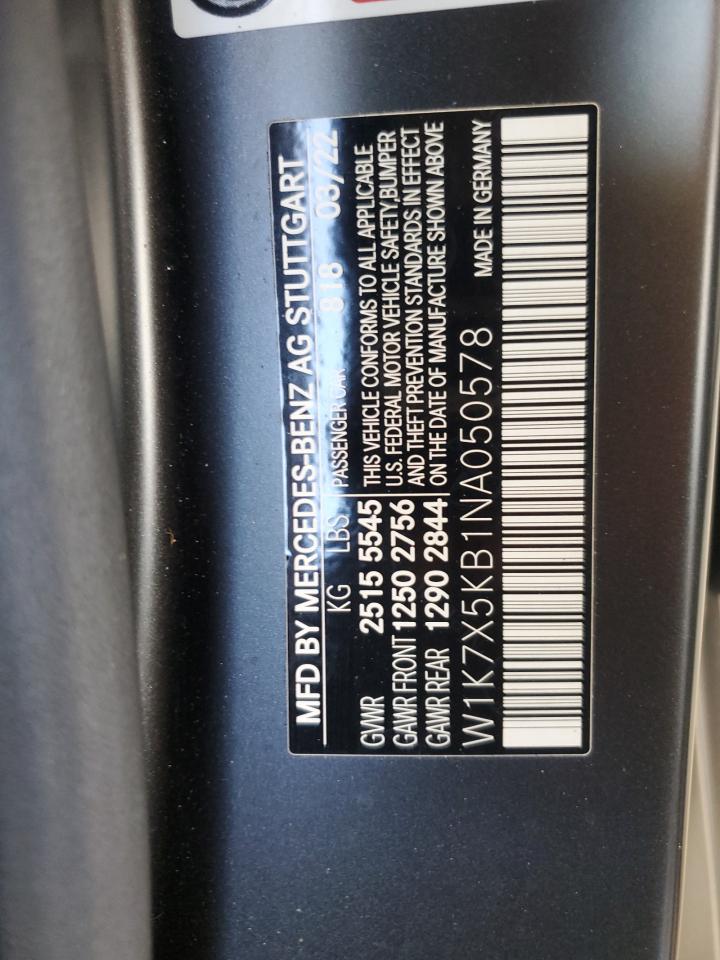 MFD BY MERCEDES-BENZ AG STUTTGART
KG LBS PASSENGER CAR 818 03/22
GVWR 2515 5545 THIS VEHICLE CONFORMS TO ALL APPLICABLE
GAWR FRONT 1250 2756 U.S. FEDERAL MOTOR VEHICLE SAFETY,BUMPER
GAWR REAR 1290 2844 AND THEFT PREVENTION STANDARDS IN EFFECT
ON THE DATE OF MANUFACTURE SHOWN ABOVE
W1K7X5KB1NA050578 MADE IN GERMANY